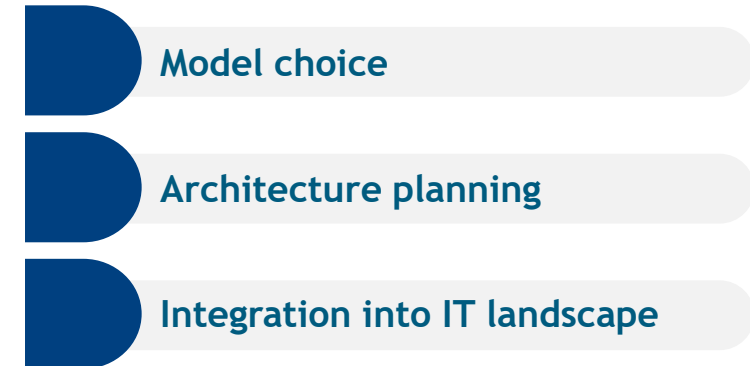 Model choice
Architecture planning
Integration into IT landscape